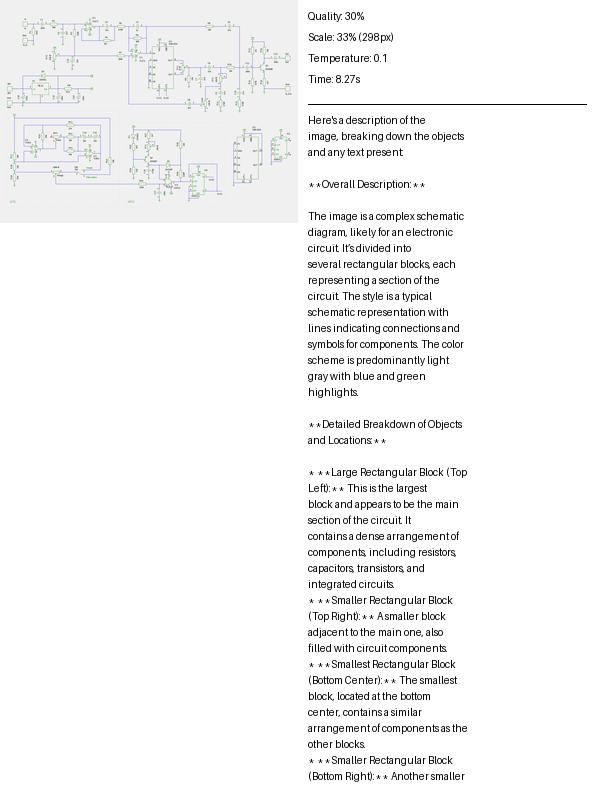 Quality: 30%
Scale: 33% (298px)
Temperature: 0.1
Time: 8.27s
Here's a description of the
image, breaking down the objects
and any text present:
**Overall Description:**
The image is a complex schematic
diagram, likely for an electronic
circuit. It's divided into
several rectangular blocks, each
representing a section of the
circuit. The style is a typical
schematic representation with
lines indicating connections and
symbols for components. The color
scheme is predominantly light
gray with blue and green
highlights.
**Detailed Breakdown of Objects
and Locations:**
* **Large Rectangular Block (Top
Left):** This is the largest
block and appears to be the main
section of the circuit. It
contains a dense arrangement of
components, including resistors,
capacitors, transistors, and
integrated circuits.
* **Smaller Rectangular Block
(Top Right):** A smaller block
adjacent to the main one, also
filled with circuit components.
* **Smallest Rectangular Block
(Bottom Center):** The smallest
block, located at the bottom
center, contains a similar
arrangement of components as the
other blocks.
* **Smaller Rectangular Block
(Bottom Right):** Another smaller